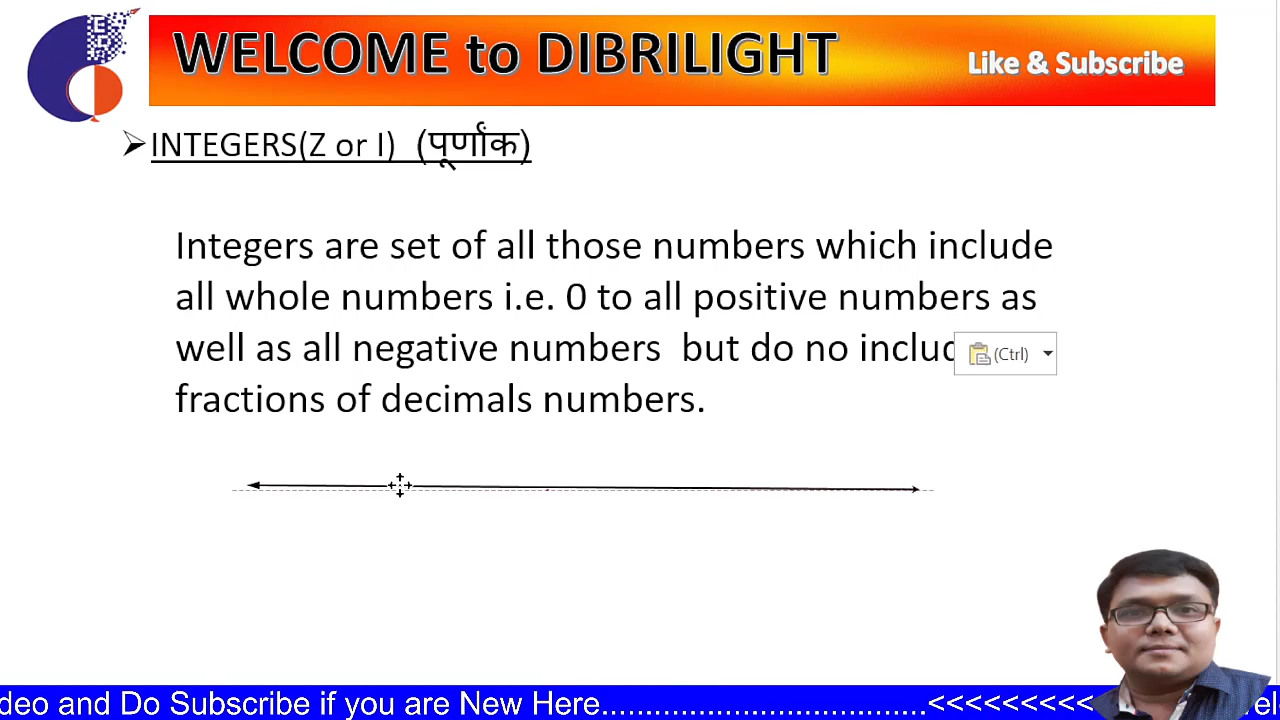 WELCOME to DIBRILIGHT
Like & Subscribe
INTEGERS(Z or I) (पूर्णांक)
Integers are set of all those numbers which include
all whole numbers i.e. 0 to all positive numbers as
well as all negative numbers but do no includ
(Ctrl)
fractions of decimals numbers.
deo and Do Subscribe if you are New Here....................................<<<<<<<<<
el